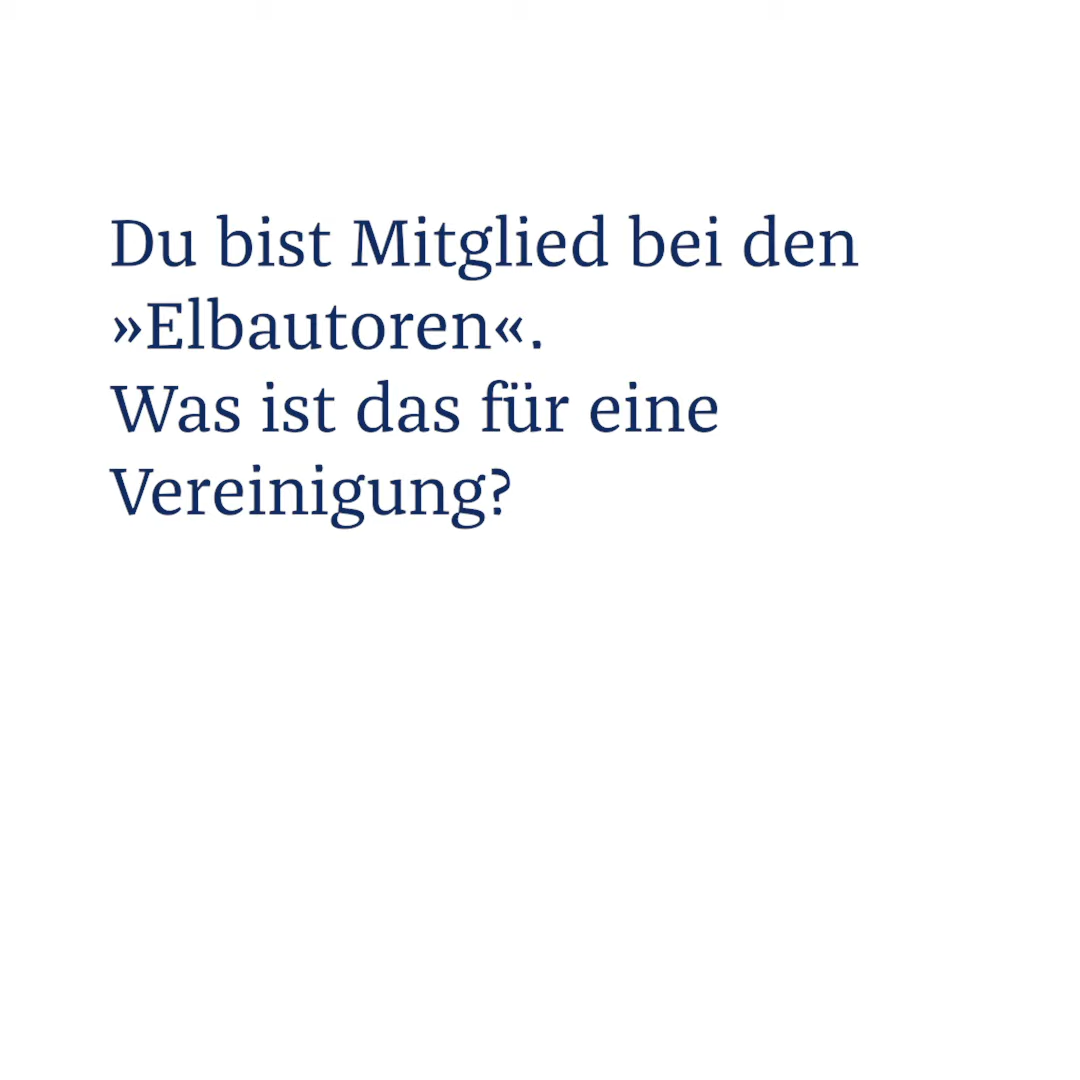 Du bist Mitglied bei den
»Elbautoren«.
Was ist das für eine
Vereinigung?